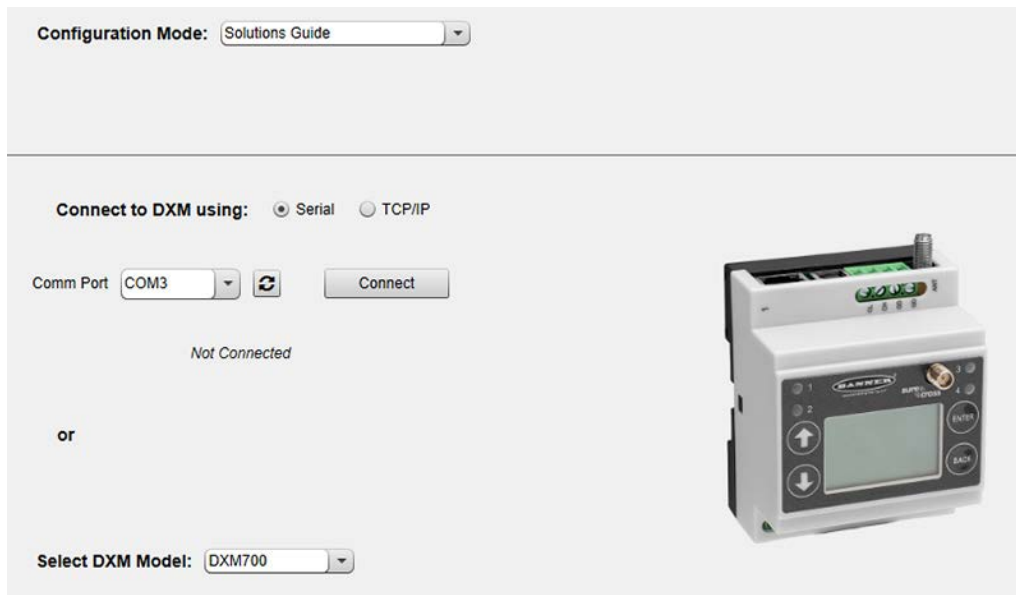 Configuration Mode: Solutions Guide
Connect to DXM using: Serial TCP/IP
Comm Port COM3 Connect
Not Connected
or
Select DXM Model: DXM700
ANT
1
BANNER
3
2
4
ENTER
BACK